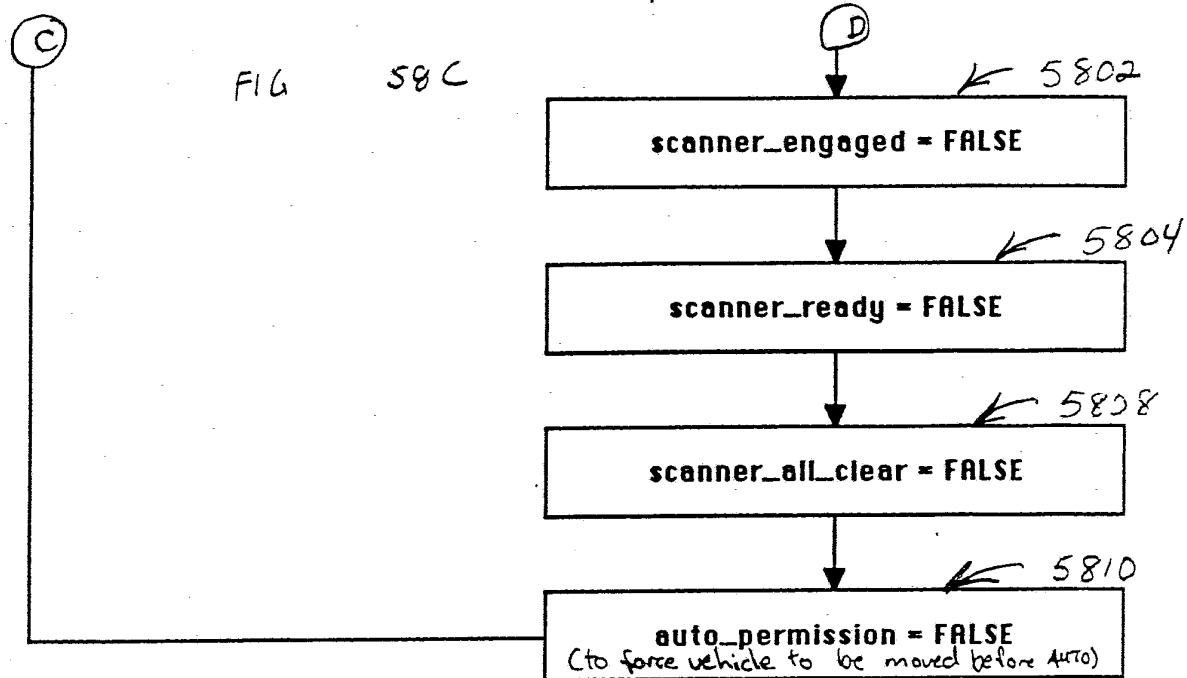 C
D
FIG 58C
5802
scanner_engaged = FALSE
5804
scanner_ready = FALSE
5808
scanner_all_clear = FALSE
5810
auto_permission = FALSE
(to force vehicle to be moved before AUTO)